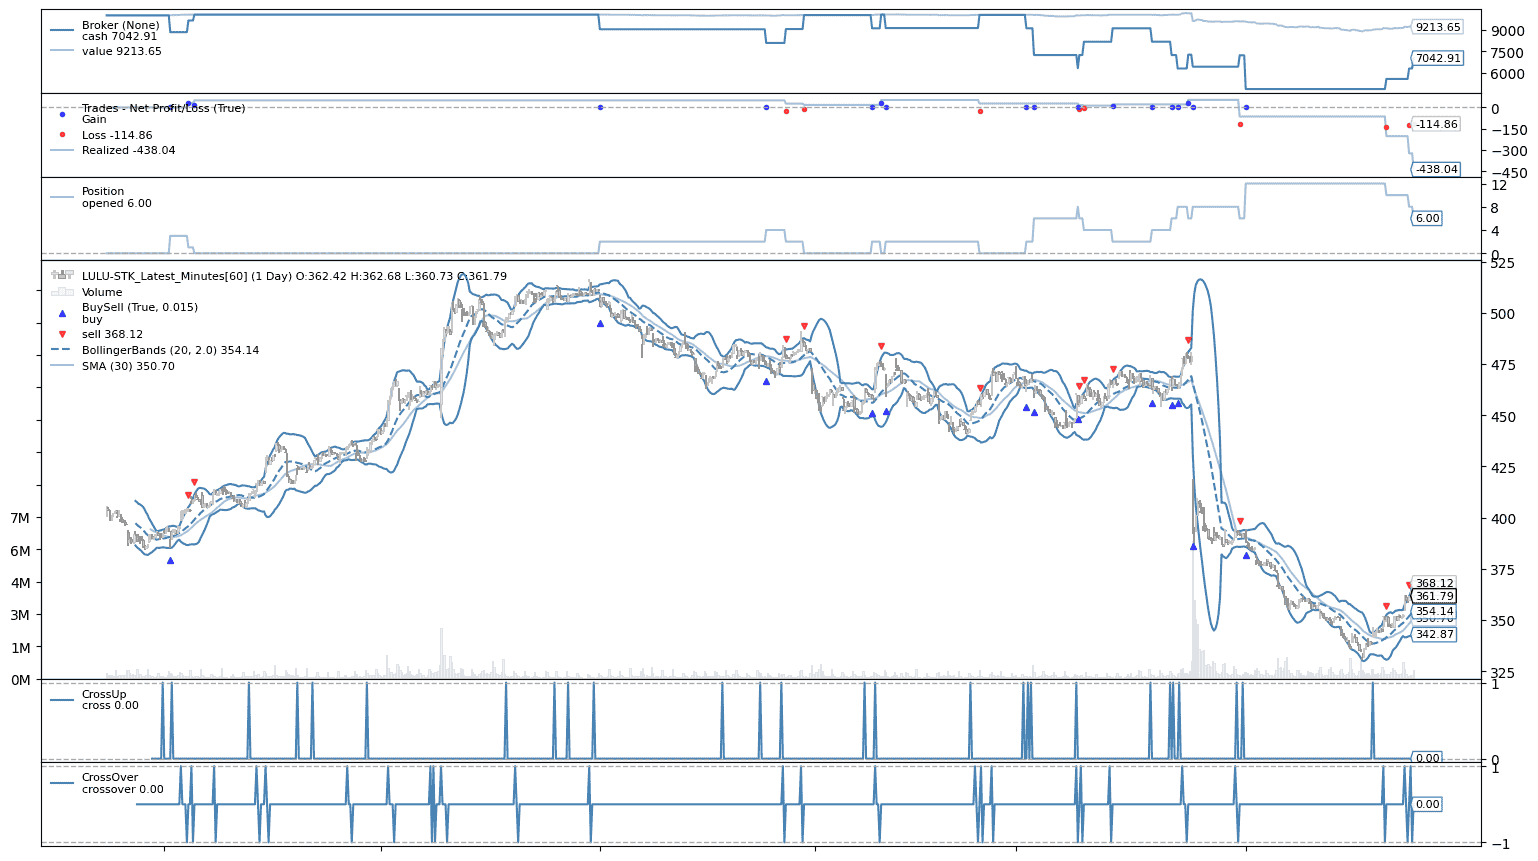 Broker (None)
cash 7042.91
value 9213.65
9213.65
9000
7500
7042.91
6000
Trades - Net Profit/Loss (True)
Gain
Loss -114.86
Realized -438.04
0
-114.86
−150
−300
-438.04
−450
Position
opened 6.00
12
8
6.00
4
0
LULU-STK_Latest_Minutes[60] (1 Day) O:362.42 H:362.68 L:360.73 C:361.79
Volume
BuySell (True, 0.015)
buy
sell 368.12
BollingerBands (20, 2.0) 354.14
SMA (30) 350.70
525
500
475
450
425
400
375
368.12
361.79
354.14
350.70
350
342.87
325
7M
6M
4M
3M
1M
0M
CrossUp
cross 0.00
1
0.00
0
CrossOver
crossover 0.00
1
0.00
−1